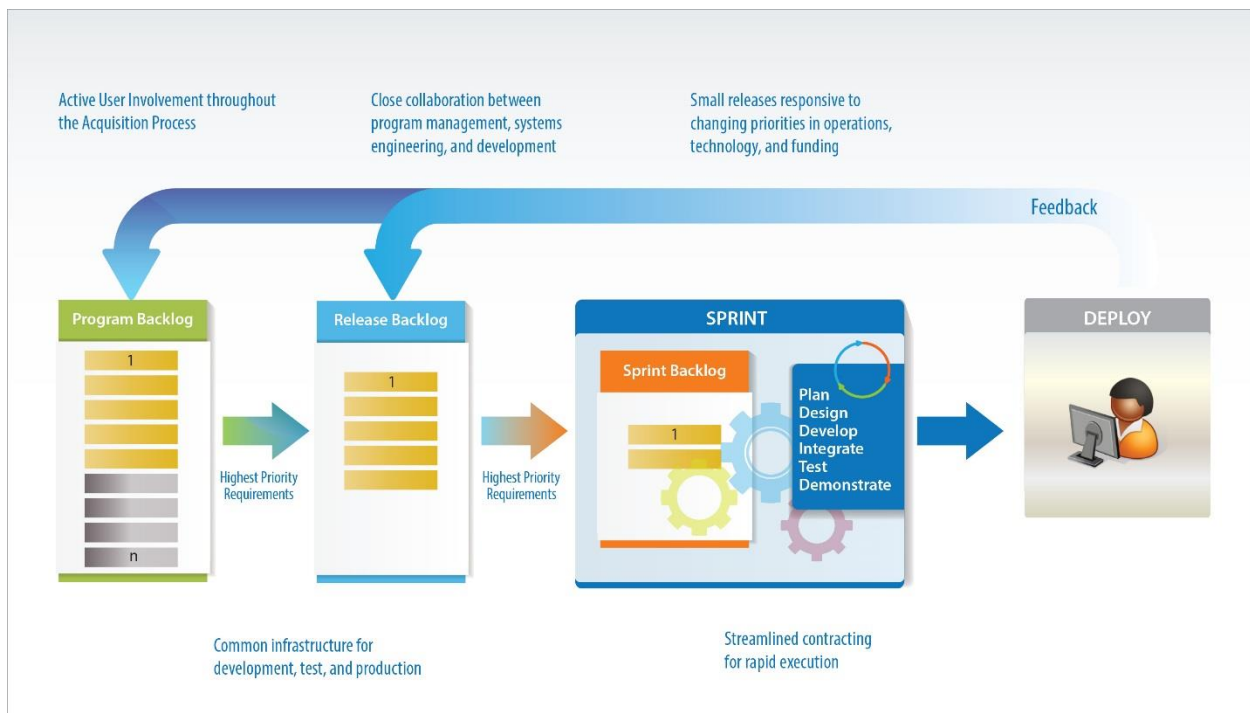 Active User Involvement throughout
the Acquisition Process
Close collaboration between
program management, systems
engineering, and development
Small releases responsive to
changing priorities in operations,
technology, and funding
Feedback
Program Backlog
1
n
Highest Priority
Requirements
Release Backlog
1
Highest Priority
Requirements
SPRINT
Sprint Backlog
1
Plan
Design
Develop
Integrate
Test
Demonstrate
DEPLOY
Common infrastructure for
development, test, and production
Streamlined contracting
for rapid execution